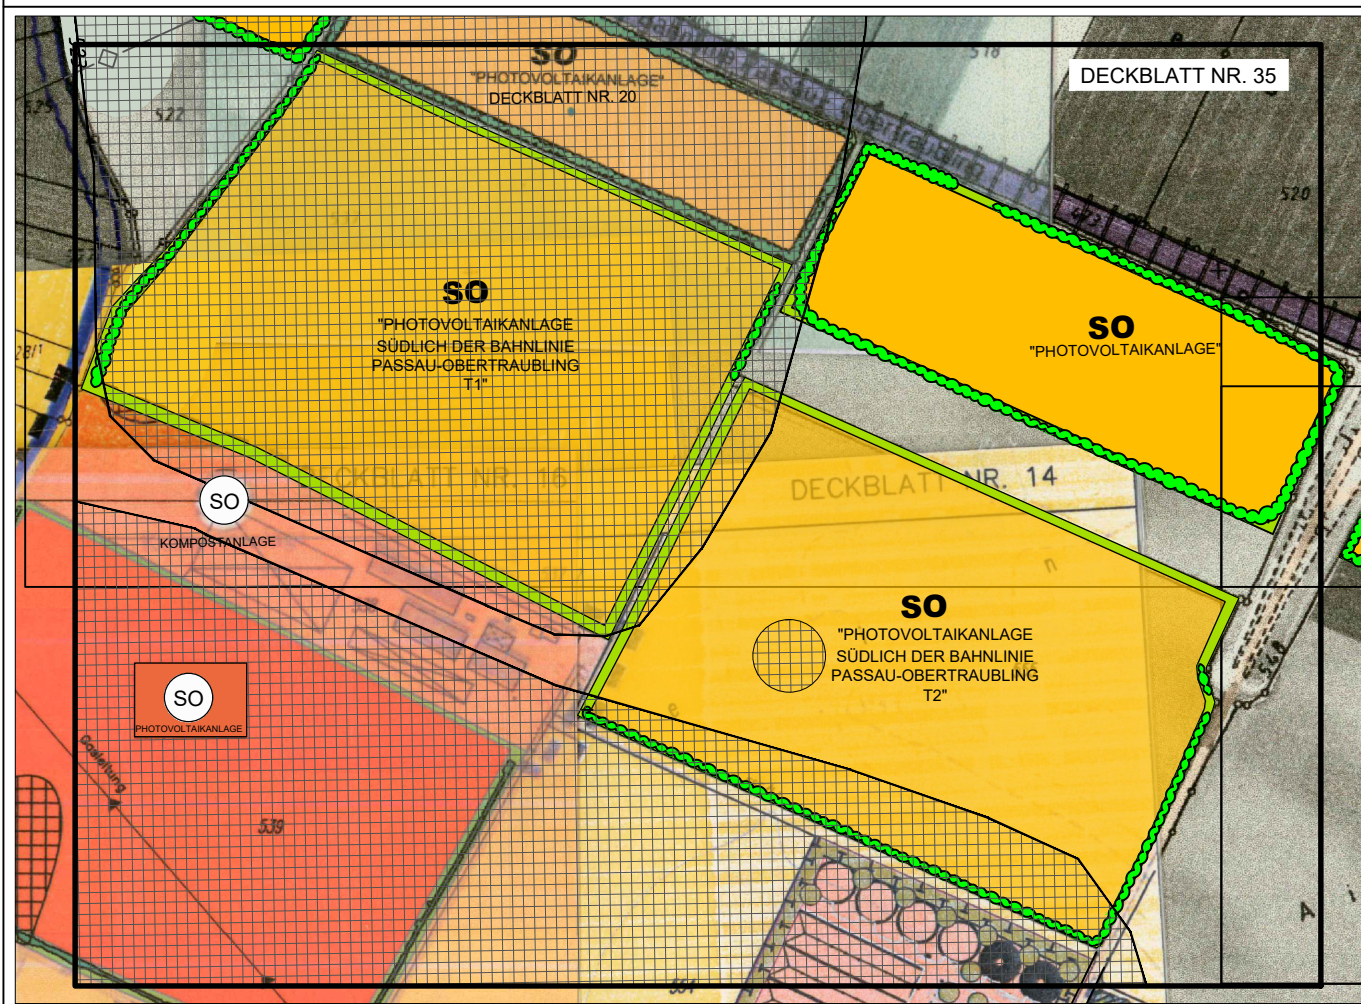 DECKBLATT NR. 35
SO
"PHOTOVOLTAIKANLAGE"
DECKBLATT NR. 20
518
522
520
SO
"PHOTOVOLTAIKANLAGE
SÜDLICH DER BAHNLINIE
PASSAU-OBERTRAUBLING
T1"
SO
"PHOTOVOLTAIKANLAGE"
DECKBLATT NR. 16
DECKBLATT NR. 14
SO
KOMPOSTANLAGE
n
SO
"PHOTOVOLTAIKANLAGE
SÜDLICH DER BAHNLINIE
PASSAU-OBERTRAUBLING
T2"
e
SO
PHOTOVOLTAIKANLAGE
Gasleitung
539
A i